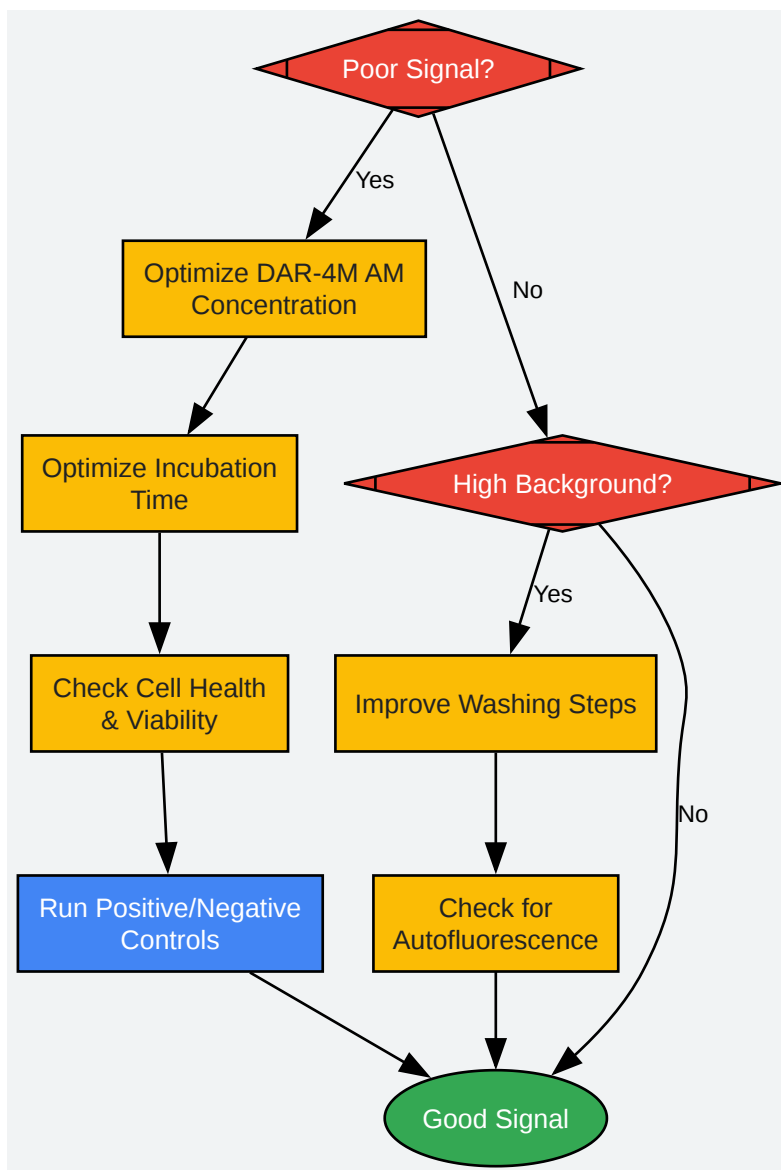 Poor Signal?
Yes
Optimize DAR-4M AM
Concentration
No
Optimize Incubation
Time
High Background?
Yes
Check Cell Health
& Viability
Improve Washing Steps
No
Run Positive/Negative
Controls
Check for
Autofluorescence
Good Signal